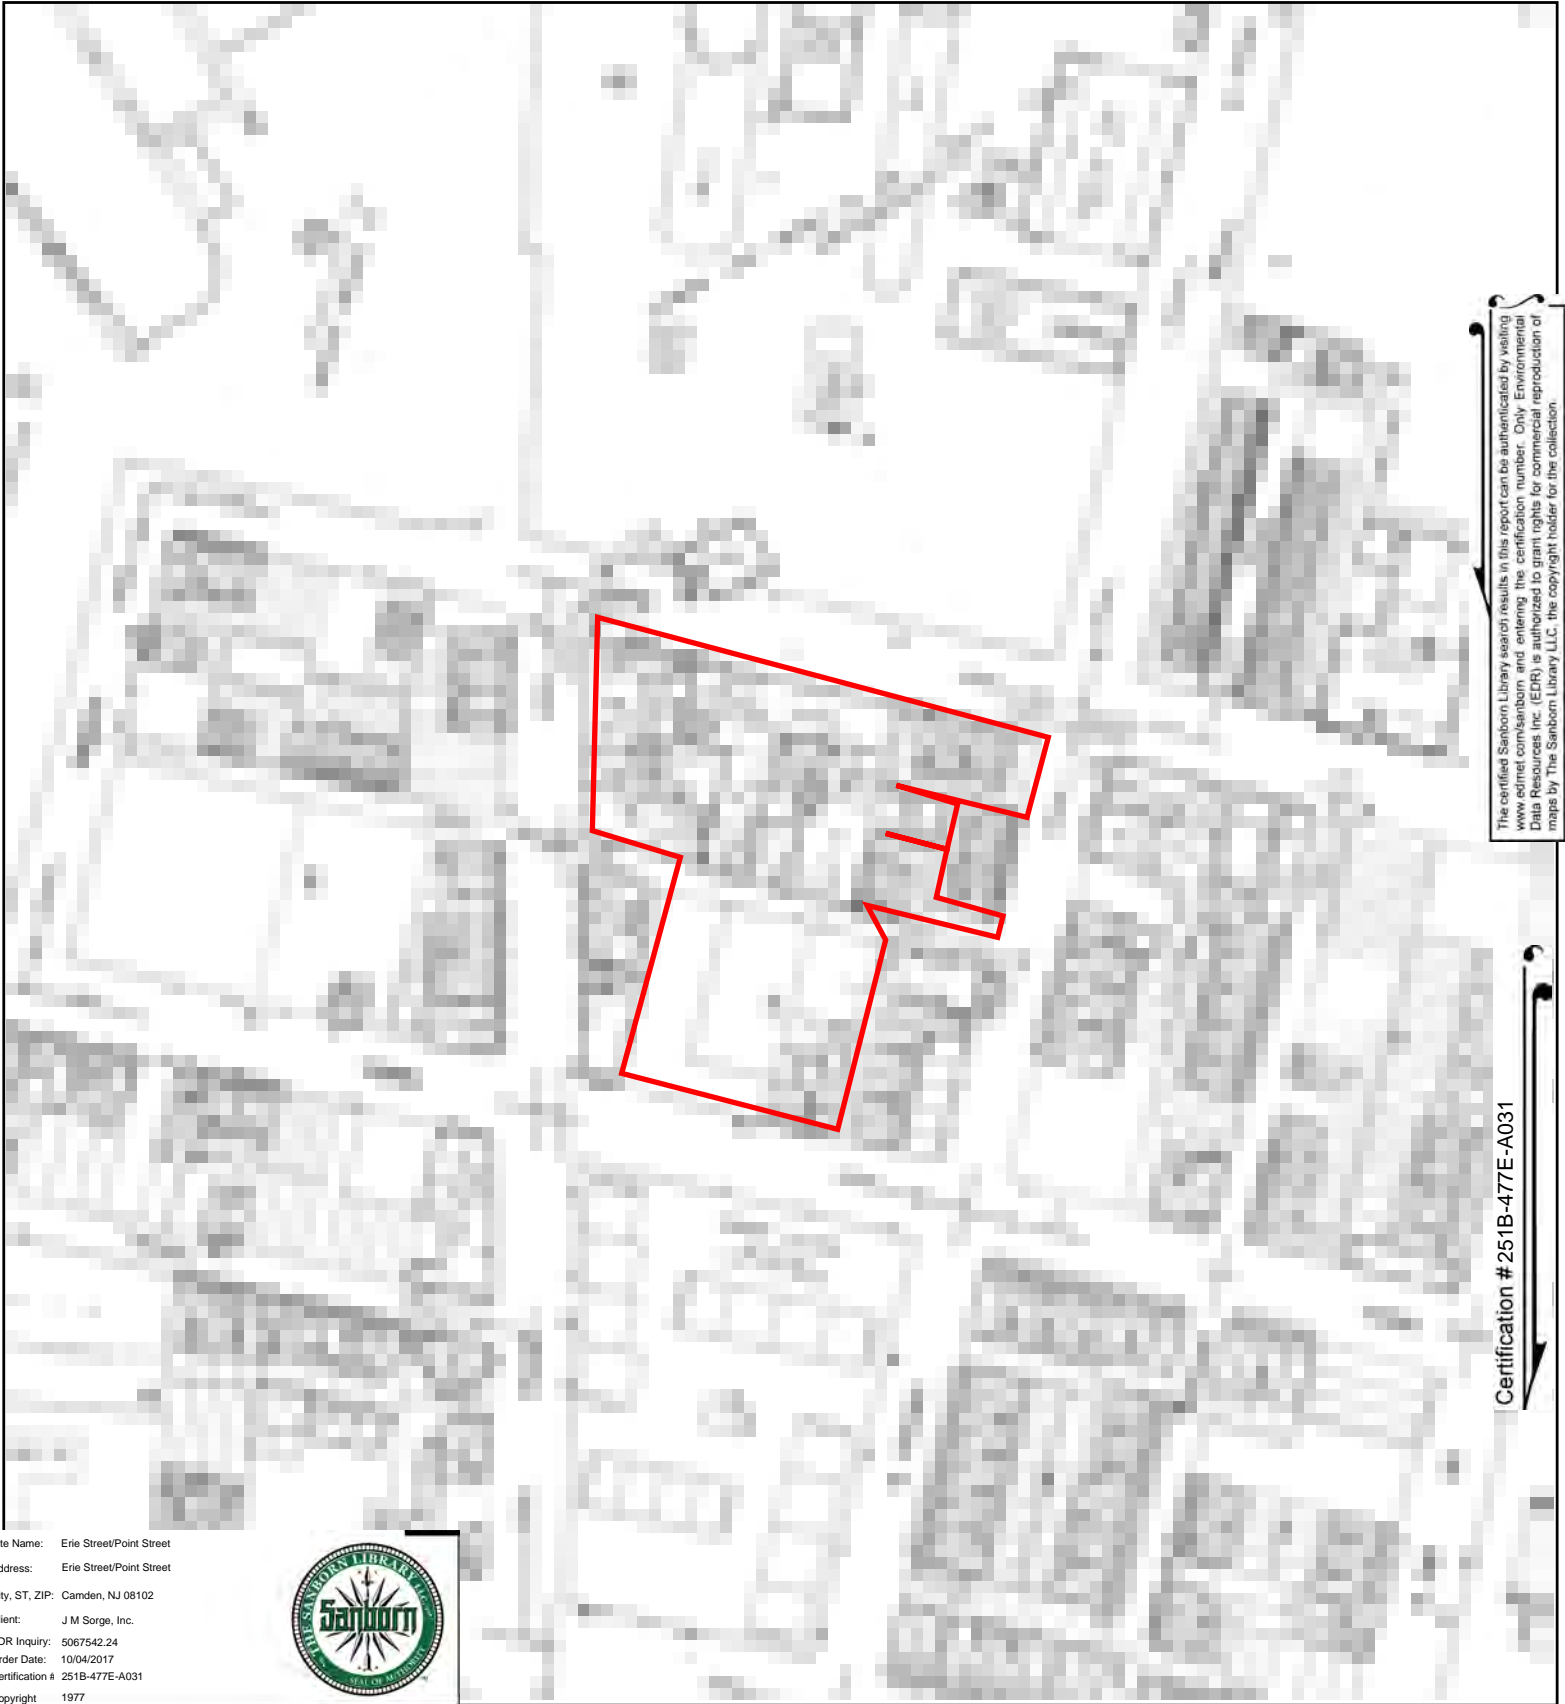 The certified Sanborn Library search results in this report can be authenticated by visiting
www.edrnet.com/sanborn and entering the certification number. Only Environmental
Data Resources Inc. (EDR) is authorized to grant rights for commercial reproduction of
maps by The Sanborn Library LLC, the copyright holder for the collection.
Certification # 251B-477E-A031
te Name: Erie Street/Point Street
ddress: Erie Street/Point Street
ty, ST, ZIP: Camden, NJ 08102
ient: J M Sorge, Inc.
DR Inquiry: 5067542.24
rder Date: 10/04/2017
ertification # 251B-477E-A031
opyright 1977
THE SANBORN LIBRARY, LLC
Sanborn
SEAL OF AUTHORITY